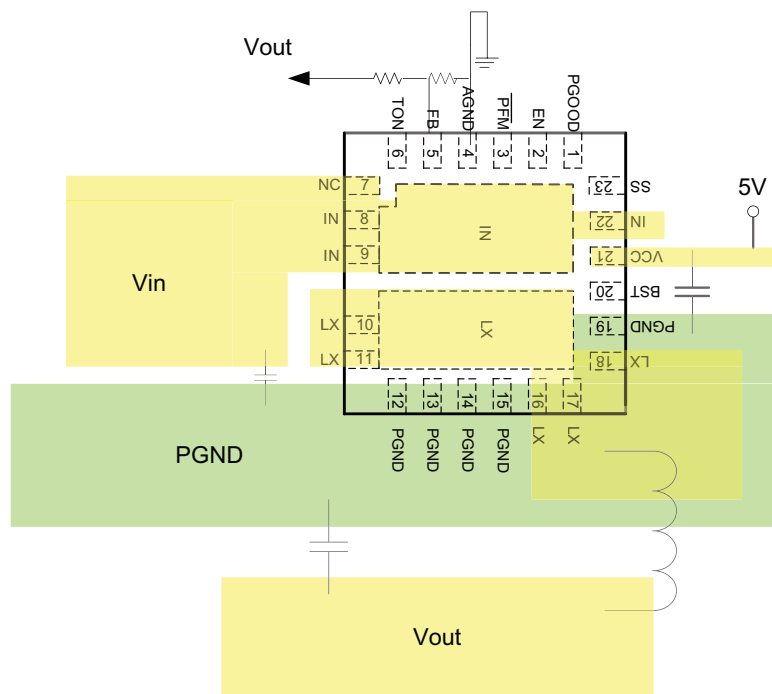 Vout
TON
FB
AGND
PFM
EN
PGOOD
6
5
4
3
2
1
NC 7
23 SS
5V
IN 8
22 IN
IN
IN 9
21 VCC
Vin
20 BST
LX 10
19 PGND
LX
LX 11
18 LX
12
13
14
15
16
17
PGND
PGND
PGND
PGND
LX
LX
PGND
Vout